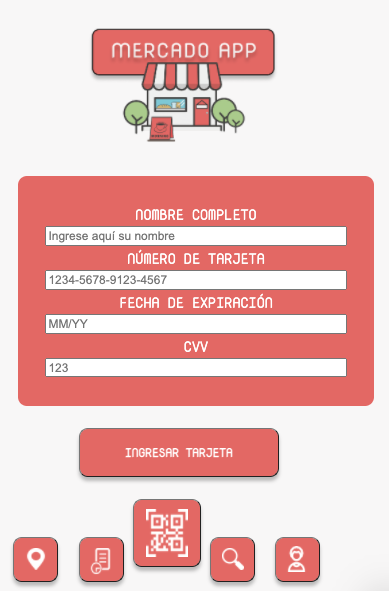 MERCADO APP
NOMBRE COMPLETO
Ingrese aquí su nombre
NÚMERO DE TARJETA
1234-5678-9123-4567
FECHA DE EXPIRACIÓN
MM/YY
CVV
123
INGRESAR TARJETA